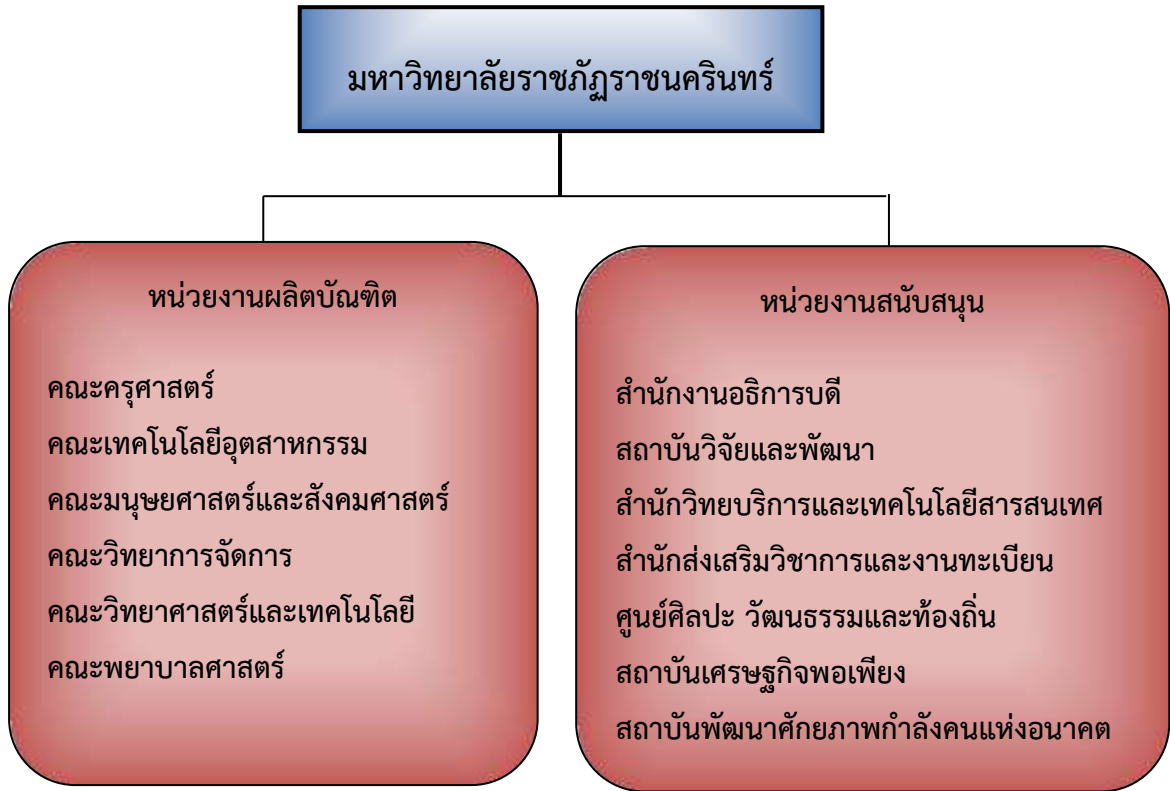 มหาวิทยาลัยราชภัฏราชนครินทร์
หน่วยงานผลิตบัณฑิต
คณะครุศาสตร์
คณะเทคโนโลยีอุตสาหกรรม
คณะมนุษยศาสตร์และสังคมศาสตร์
คณะวิทยาการจัดการ
คณะวิทยาศาสตร์และเทคโนโลยี
คณะพยาบาลศาสตร์
หน่วยงานสนับสนุน
สำนักงานอธิการบดี
สถาบันวิจัยและพัฒนา
สำนักวิทยบริการและเทคโนโลยีสารสนเทศ
สำนักส่งเสริมวิชาการและงานทะเบียน
ศูนย์ศิลปะ วัฒนธรรมและท้องถิ่น
สถาบันเศรษฐกิจพอเพียง
สถาบันพัฒนาศักยภาพกำลังคนแห่งอนาคต